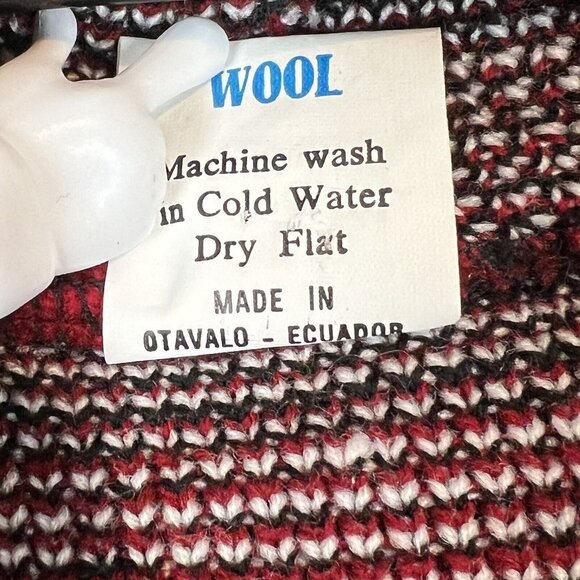 WOOL
Machine wash
in Cold Water
Dry Flat
MADE IN
OTAVALO - ECUADOR